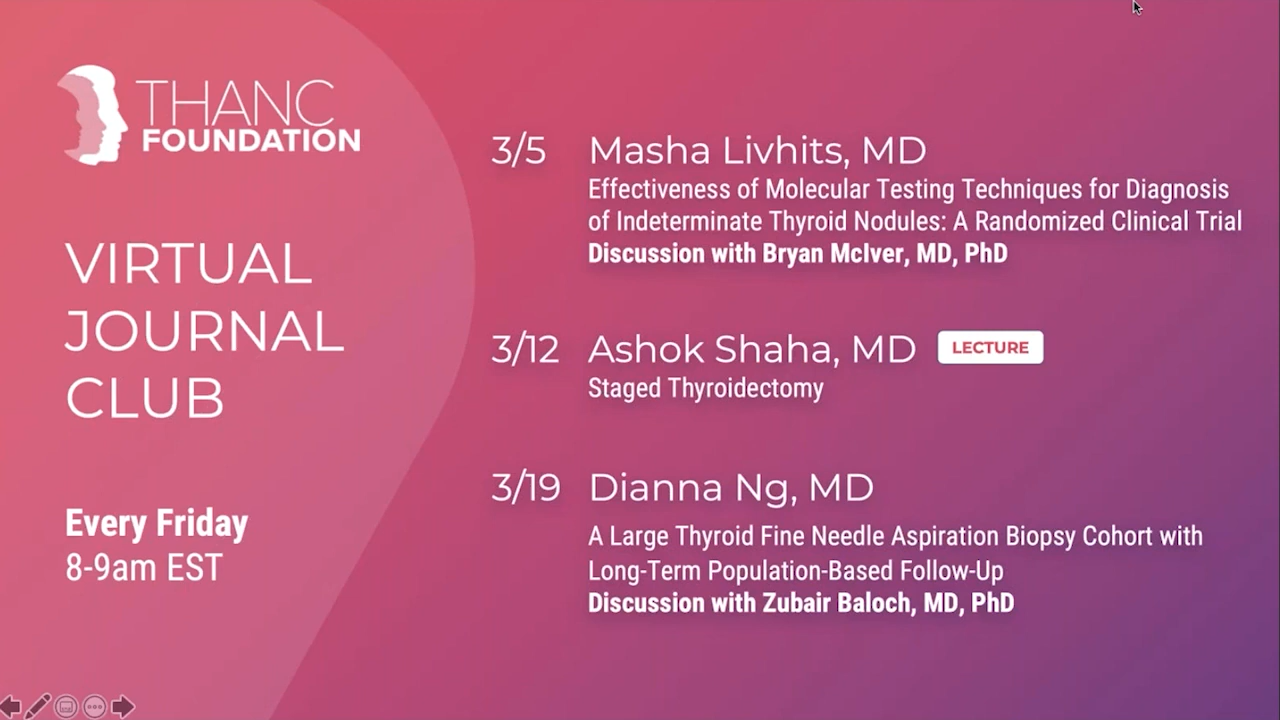 THANC
FOUNDATION
VIRTUAL
JOURNAL
CLUB
Every Friday
8-9am EST
3/5 Masha Livhits, MD
Effectiveness of Molecular Testing Techniques for Diagnosis
of Indeterminate Thyroid Nodules: A Randomized Clinical Trial
Discussion with Bryan McIver, MD, PhD
3/12 Ashok Shaha, MD LECTURE
Staged Thyroidectomy
3/19 Dianna Ng, MD
A Large Thyroid Fine Needle Aspiration Biopsy Cohort with
Long-Term Population-Based Follow-Up
Discussion with Zubair Baloch, MD, PhD